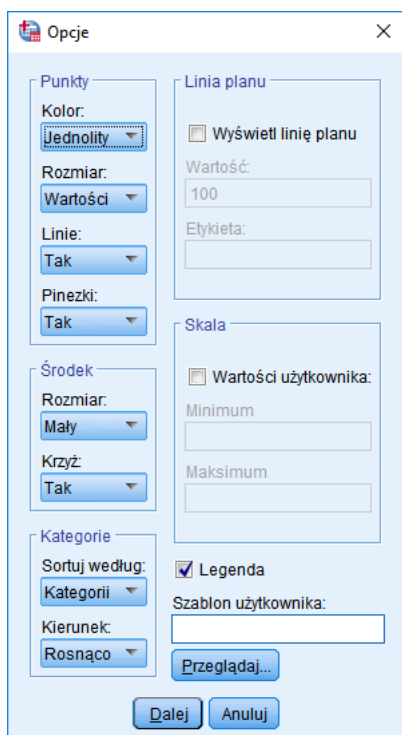 Opcje
Punkty
Kolor:
Jednolity
Rozmiar:
Wartości
Linie:
Tak
Pinezki:
Tak
Środek
Rozmiar:
Mały
Krzyż:
Tak
Kategorie
Sortuj według:
Kategorii
Kierunek:
Rosnąco
Linia planu
Wyświetl linię planu
Wartość:
100
Etykieta:
Skala
Wartości użytkownika:
Minimum
Maksimum
Legenda
Szablon użytkownika:
Przeglądaj...
Dalej
Anuluj